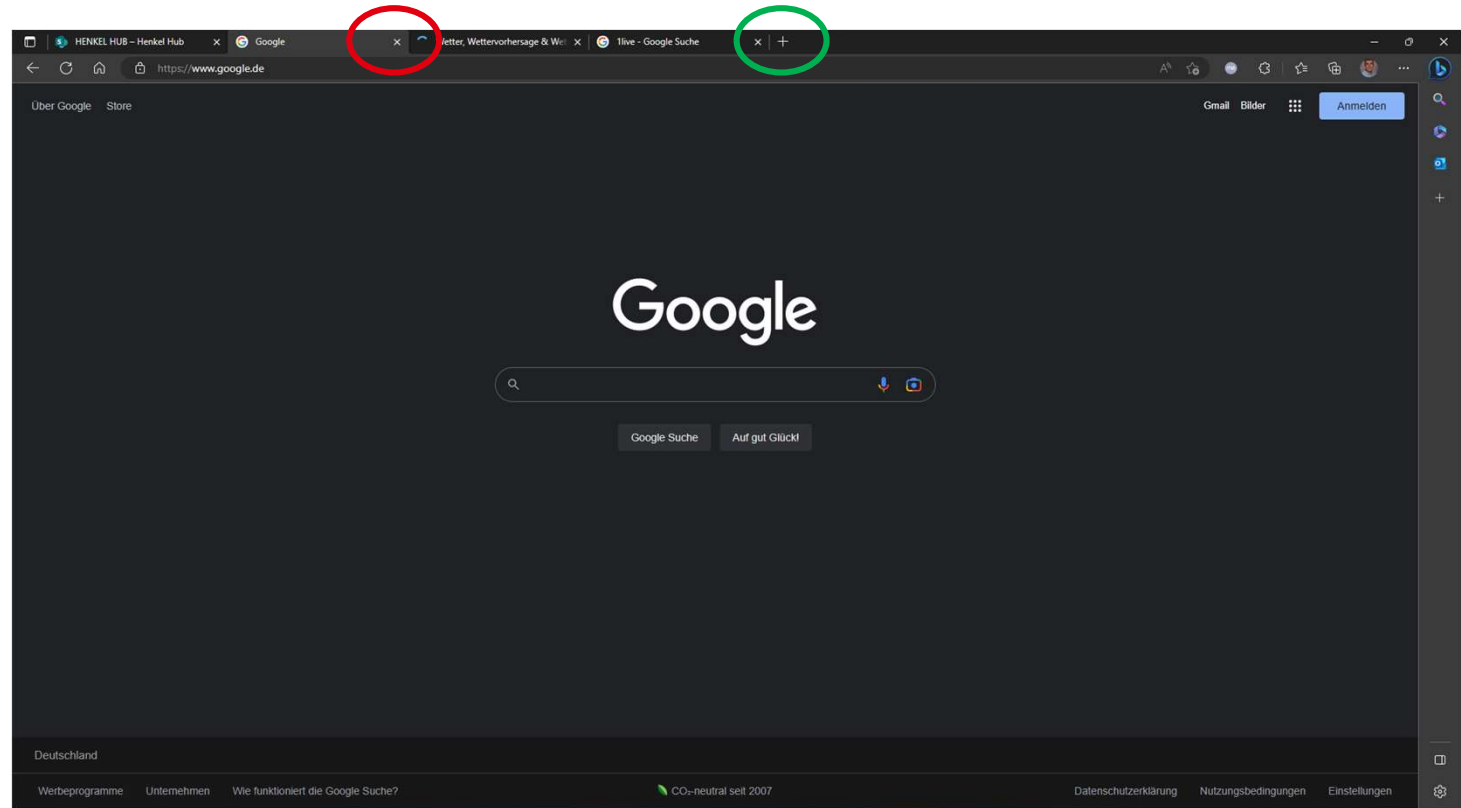 HENKEL HUB – Henkel Hub Google Wetter, Wettervorhersage & Wet 1live - Google Suche
https://www.google.de
Über Google Store Gmail Bilder Anmelden
Google
Google Suche Auf gut Glück!
Deutschland
Werbeprogramme Unternehmen Wie funktioniert die Google Suche? CO₂-neutral seit 2007 Datenschutzerklärung Nutzungsbedingungen Einstellungen